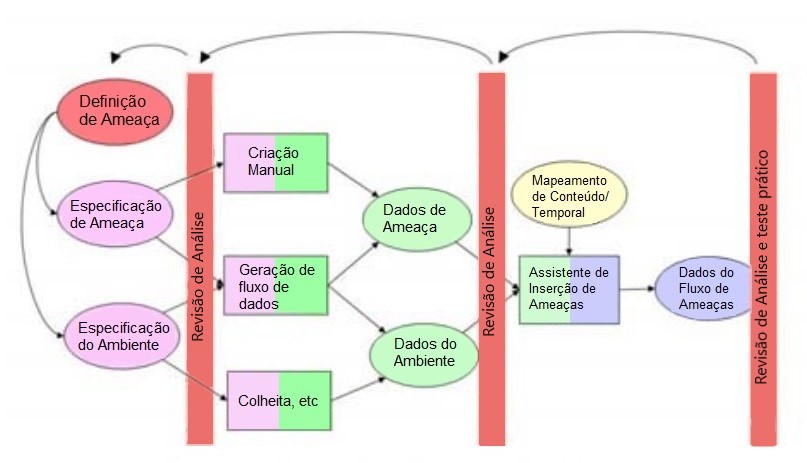 Definição
de Ameaça
Especificação
de Ameaça
Especificação
do Ambiente
Revisão de Análise
Criação
Manual
Geração de
fluxo de
dados
Colheita, etc
Dados de
Ameaça
Dados do
Ambiente
Revisão de Análise
Mapeamento
de Conteúdo/
Temporal
Assistente de
Inserção de
Ameaças
Dados do
Fluxo de
Ameaças
Revisão de Análise e teste prático